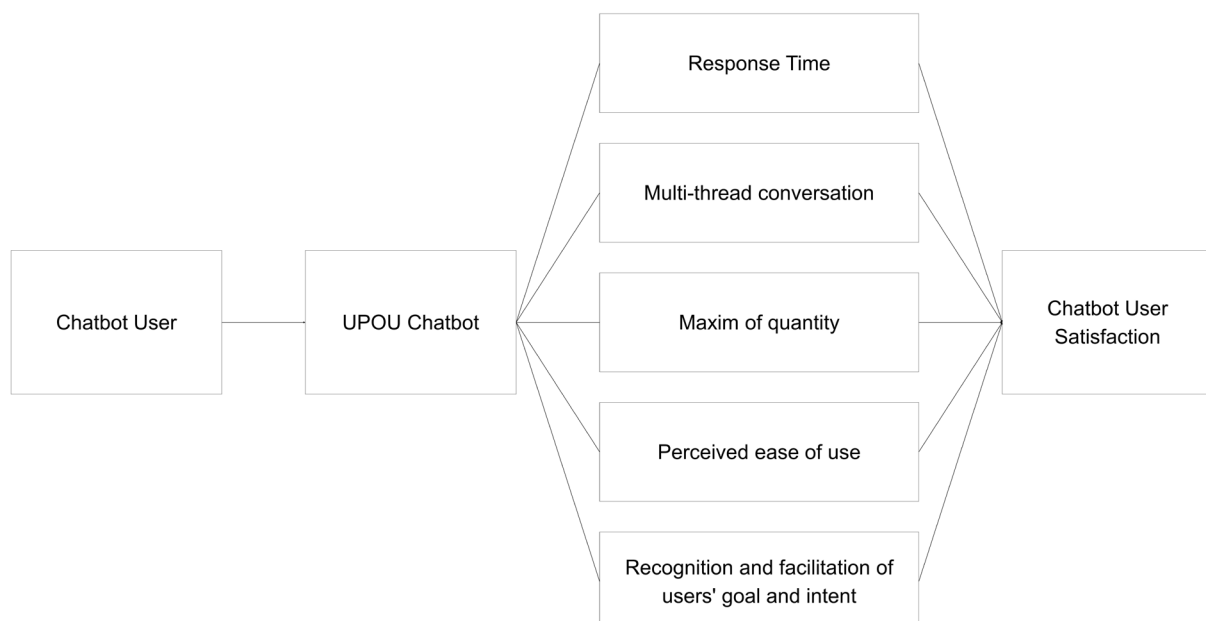 Response Time
Multi-thread conversation
Chatbot User
UPOU Chatbot
Maxim of quantity
Chatbot User
Satisfaction
Perceived ease of use
Recognition and facilitation of
users' goal and intent